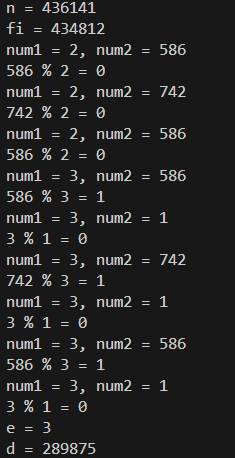 n = 436141
fi = 434812
num1 = 2, num2 = 586
586 % 2 = 0
num1 = 2, num2 = 742
742 % 2 = 0
num1 = 2, num2 = 586
586 % 2 = 0
num1 = 3, num2 = 586
586 % 3 = 1
num1 = 3, num2 = 1
3 % 1 = 0
num1 = 3, num2 = 742
742 % 3 = 1
num1 = 3, num2 = 1
3 % 1 = 0
num1 = 3, num2 = 586
586 % 3 = 1
num1 = 3, num2 = 1
3 % 1 = 0
e = 3
d = 289875